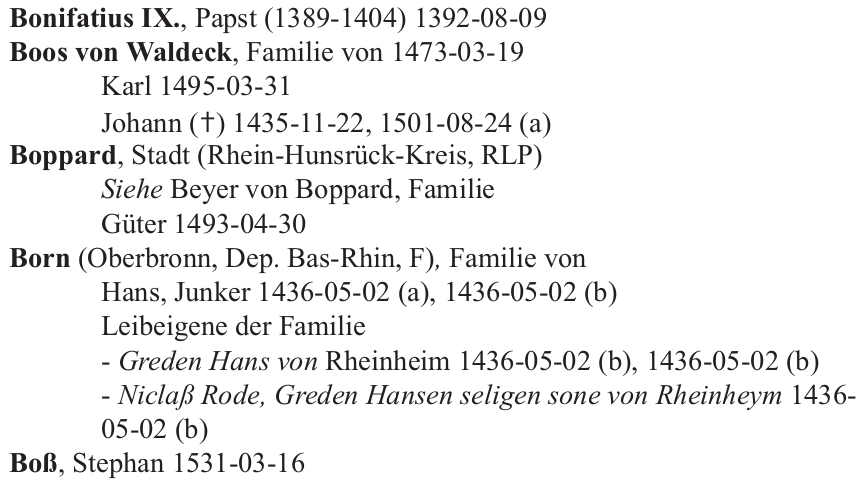 Bonifatius IX., Papst (1389-1404) 1392-08-09
Boos von Waldeck, Familie von 1473-03-19
Karl 1495-03-31
Johann (†) 1435-11-22, 1501-08-24 (a)
Boppard, Stadt (Rhein-Hunsrück-Kreis, RLP)
Siehe Beyer von Boppard, Familie
Güter 1493-04-30
Born (Oberbronn, Dep. Bas-Rhin, F), Familie von
Hans, Junker 1436-05-02 (a), 1436-05-02 (b)
Leibeigene der Familie
- Greden Hans von Rheinheim 1436-05-02 (b), 1436-05-02 (b)
- Niclaß Rode, Greden Hansen seligen sone von Rheinheym 1436-
05-02 (b)
Boß, Stephan 1531-03-16